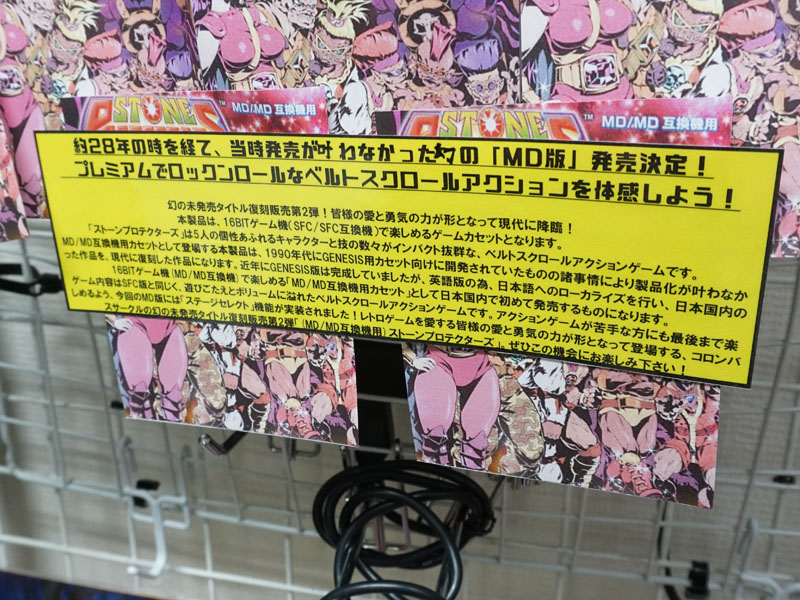 STONE
MD/MD 互換機用
STONE
MD/MD 互換機用
約28年の時を経て、当時発売が叶わなかった幻の「MD版」発売決定！
プレミアムでロックンロールなベルトスクロールアクションを体感しよう！
幻の未発売タイトル復刻販売第2弾！皆様の愛と勇気の力が形となって現代に降臨！
本製品は、16BITゲーム機(SFC/SFC互換機)で楽しめるゲームカセットとなります。
「ストーンプロテクターズ」は5人の個性あふれるキャラクターと技の数々がインパクト抜群な、ベルトスクロールアクションゲームです。
MD/MD互換機用カセットとして登場する本製品は、1990年代にGENESIS用カセット向けに開発されていたものの諸事情により製品化が叶わなか
った作品を、現代に復刻した作品になります。近年にGENESIS版は完成していましたが、英語版の為、日本語へのローカライズを行い、日本国内の
16BITゲーム機(MD/MD互換機)で楽しめる「MD/MD互換機用カセット」として日本国内で初めて発売するものになります。
ゲーム内容はSFC版と同じく、遊びごたえとボリュームに溢れたベルトスクロールアクションゲームです。アクションゲームが苦手な方にも最後まで楽
しめるよう、今回のMD版には「ステージセレクト」機能が実装されました！レトロゲームを愛する皆様の愛と勇気の力が形となって登場する、コロンバ
スサークルの幻の未発売タイトル復刻販売第2弾「(MD/MD互換機用)ストーンプロテクターズ」。ぜひこの機会にお楽しみ下さい！